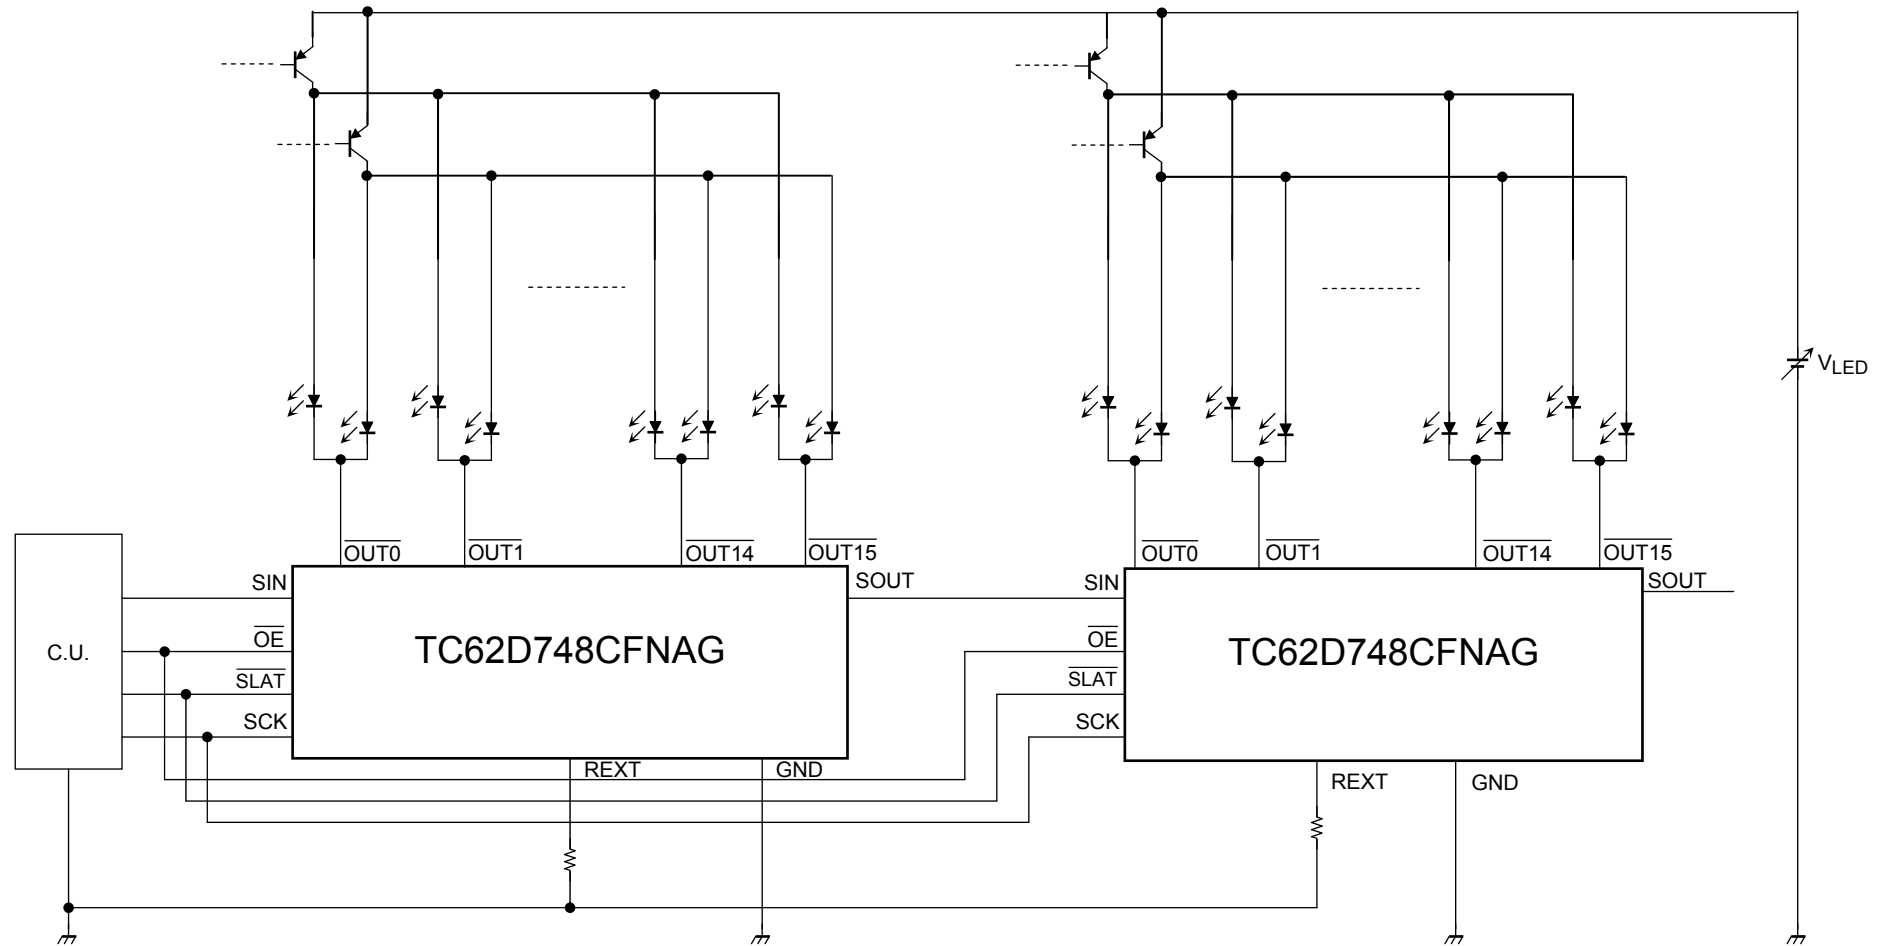 VLED
OUT0 OUT1 OUT14 OUT15
OUT0 OUT1 OUT14 OUT15
SIN
SOUT
SIN
SOUT
C.U.
OE
TC62D748CFNAG
OE
TC62D748CFNAG
SLAT
SLAT
SCK
SCK
REXT
GND
REXT
GND